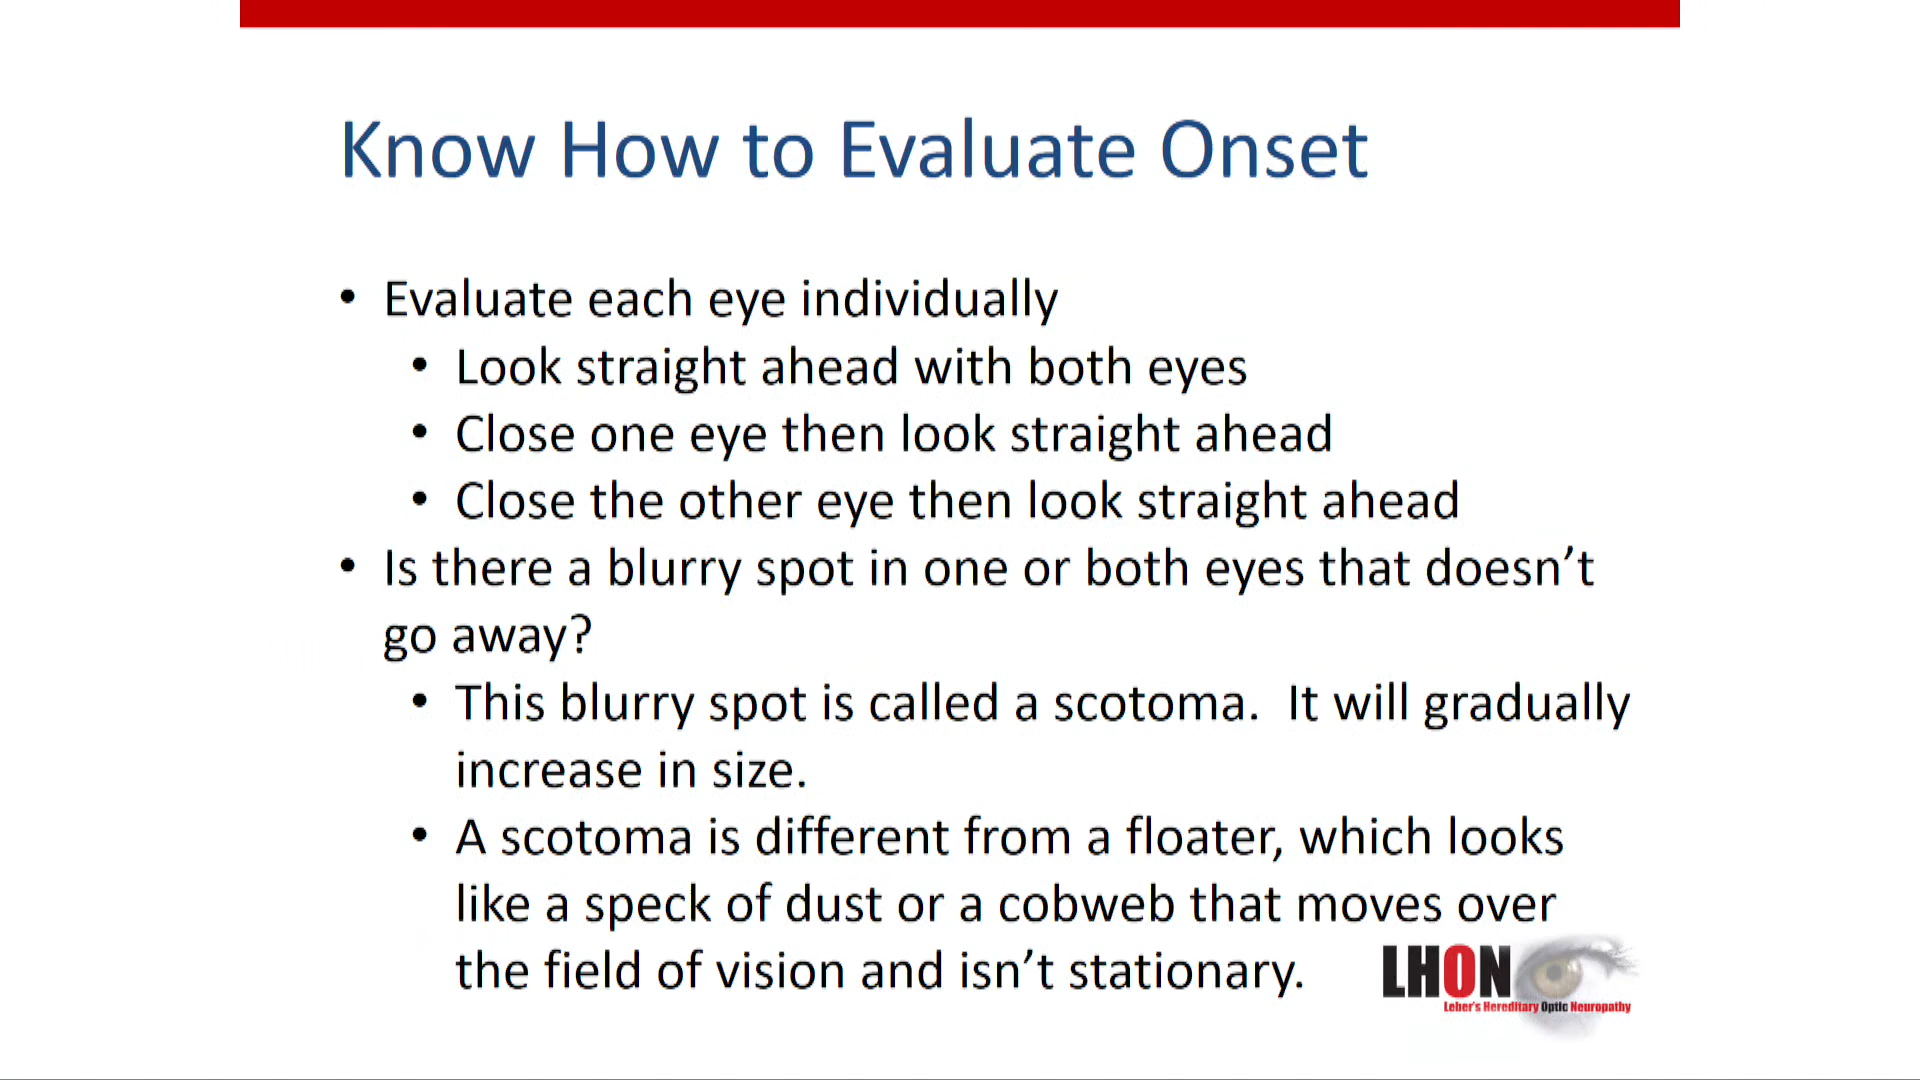 Know How to Evaluate Onset
• Evaluate each eye individually
• Look straight ahead with both eyes
• Close one eye then look straight ahead
• Close the other eye then look straight ahead
• Is there a blurry spot in one or both eyes that doesn’t
go away?
• This blurry spot is called a scotoma.  It will gradually
increase in size.
• A scotoma is different from a floater, which looks
like a speck of dust or a cobweb that moves over
the field of vision and isn’t stationary.
LHON
Leber's Hereditary Optic Neuropathy